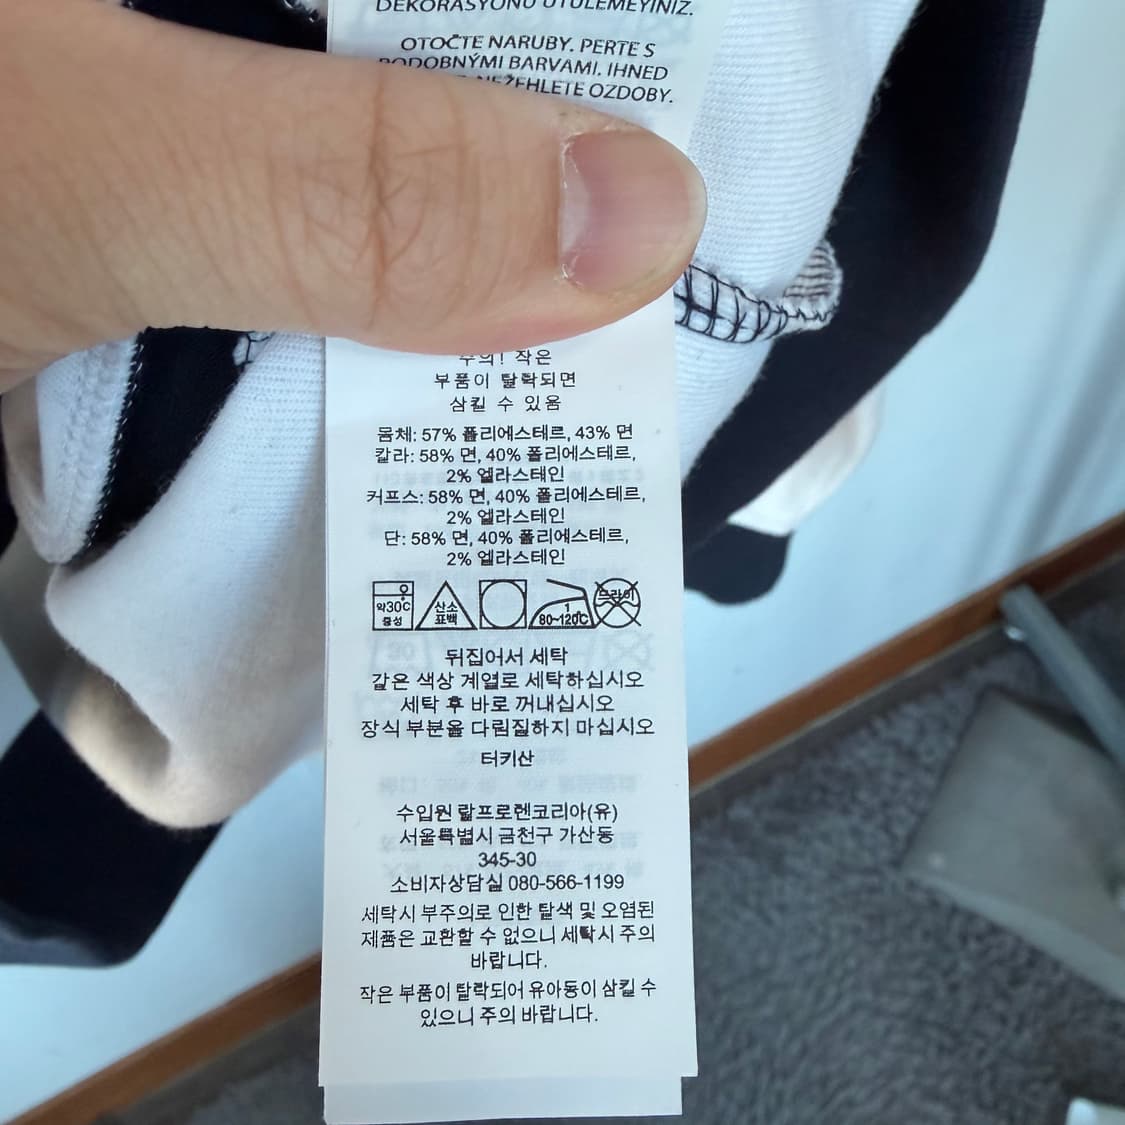 DEKORASYONU ÜTÜLEMEYİNİZ.
OTOČTE NARUBY. PERTE S
PODOBNÝMI BARVAMI. IHNED
NEŽEHLETE OZDOBY.
주의! 작은
부품이 탈락되면
삼킬 수 있음
몸체: 57% 폴리에스테르, 43% 면
칼라: 58% 면, 40% 폴리에스테르,
2% 엘라스태인
커프스: 58% 면, 40% 폴리에스테르,
2% 엘라스태인
단: 58% 면, 40% 폴리에스테르,
2% 엘라스태인
약30℃
중성
산소
표백
1
80~120℃
드라이
뒤집어서 세탁
같은 색상 계열로 세탁하십시오
세탁 후 바로 꺼내십시오
장식 부분을 다림질하지 마십시오
터키산
수입원 랄프로렌코리아(유)
서울특별시 금천구 가산동
345-30
소비자상담실 080-566-1199
세탁시 부주의로 인한 탈색 및 오염된
제품은 교환할 수 없으니 세탁시 주의
바랍니다.
작은 부품이 탈락되어 유아동이 삼킬 수
있으니 주의 바랍니다.